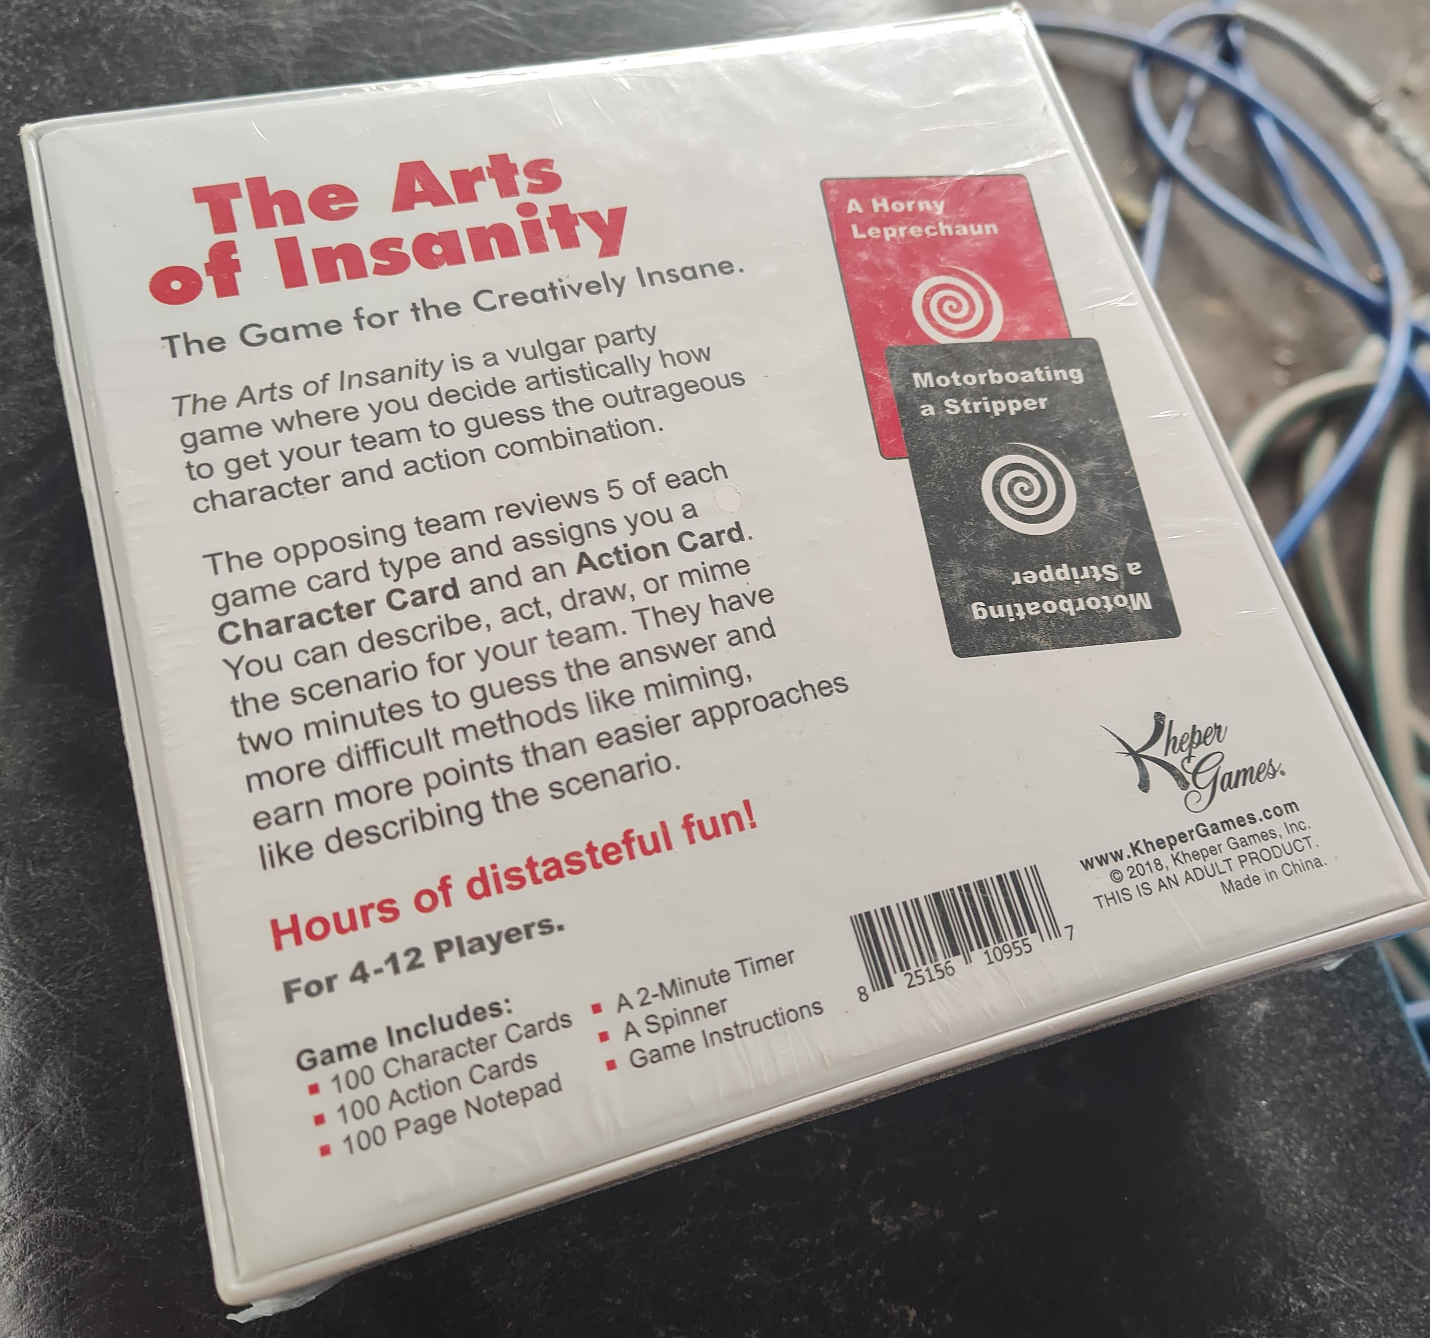 The Arts
of Insanity
The Game for the Creatively Insane.
The Arts of Insanity is a vulgar party
game where you decide artistically how
to get your team to guess the outrageous
character and action combination.
The opposing team reviews 5 of each
game card type and assigns you a
Character Card and an Action Card.
You can describe, act, draw, or mime
the scenario for your team. They have
two minutes to guess the answer and
more difficult methods like miming,
earn more points than easier approaches
like describing the scenario.
Hours of distasteful fun!
For 4-12 Players.
Game Includes:
▪ 100 Character Cards
▪ 100 Action Cards
▪ 100 Page Notepad
▪ A 2-Minute Timer
▪ A Spinner
▪ Game Instructions
A Horny
Leprechaun
Motorboating
a Stripper
Motorboating
a Stripper
Kheper
Games®
www.KheperGames.com
© 2018, Kheper Games, Inc.
THIS IS AN ADULT PRODUCT.
Made in China.
8 25156 10955 7